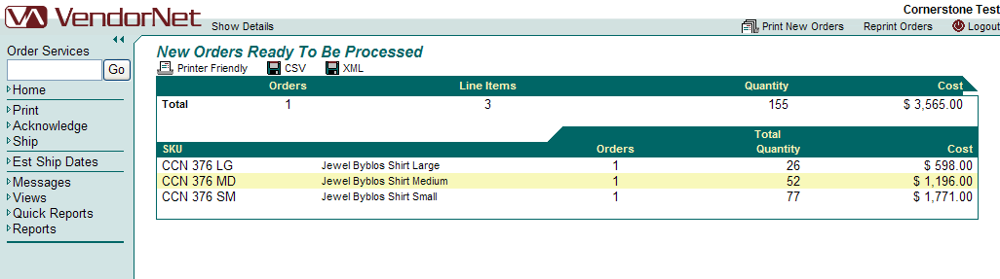 VA VendorNet
Show Details
Cornerstone Test
Print New Orders Reprint Orders Logout
Order Services
Go
Home
Print
Acknowledge
Ship
Est Ship Dates
Messages
Views
Quick Reports
Reports
New Orders Ready To Be Processed
Printer Friendly CSV XML
Orders Line Items Quantity Cost
Total 1 3 155 $ 3,565.00
Total
SKU Orders Quantity Cost
CCN 376 LG Jewel Byblos Shirt Large 1 26 $ 598.00
CCN 376 MD Jewel Byblos Shirt Medium 1 52 $ 1,196.00
CCN 376 SM Jewel Byblos Shirt Small 1 77 $ 1,771.00